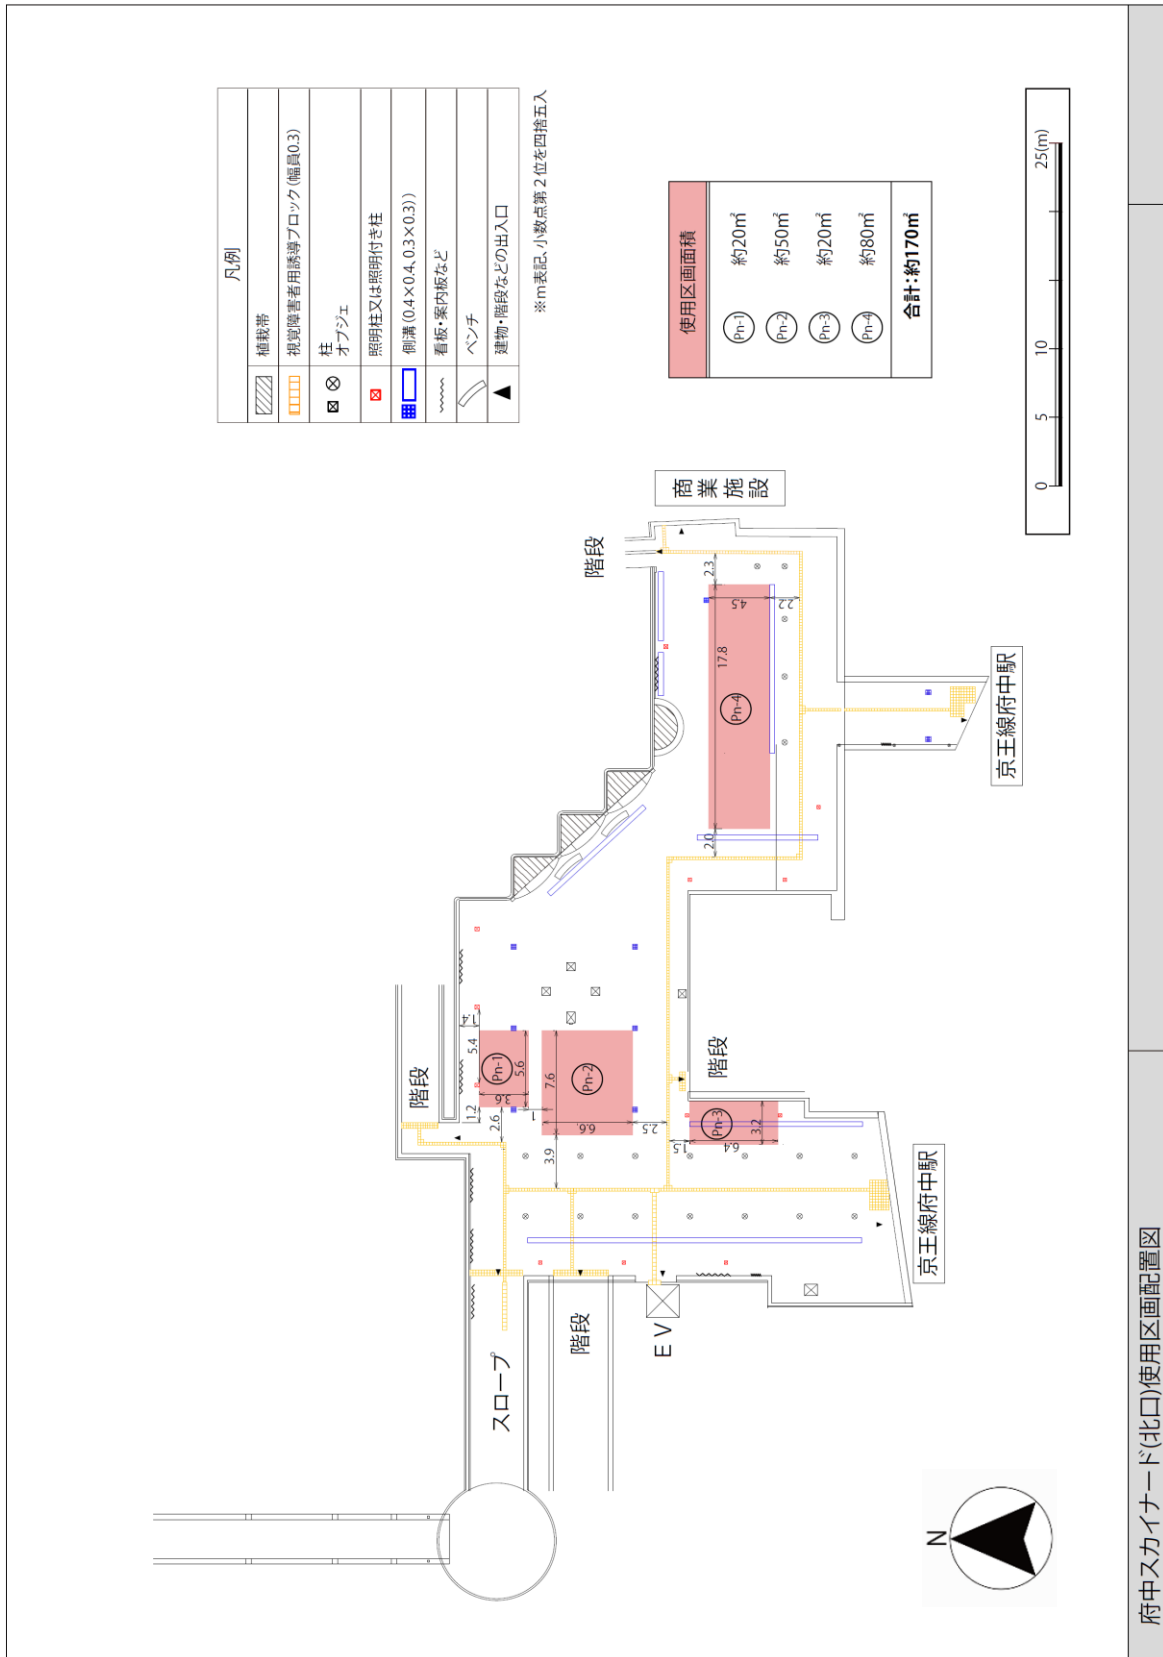 凡例
植栽帯
視覚障害者用誘導ブロック(幅員0.3)
柱
オブジェ
照明柱又は照明付き柱
側溝(0.4×0.4、0.3×0.3))
看板・案内板など
ベンチ
建物・階段などの出入口
※m表記、小数点第2位を四捨五入
使用区画面積
Pn-1 約20㎡
Pn-2 約50㎡
Pn-3 約20㎡
Pn-4 約80㎡
合計:約170㎡
0 5 10 25(m)
階段
商業施設
2.3
4.5
2.2
17.8
Pn-4
2.0
京王線府中駅
階段
1.4
5.4
1.2
3.6
Pn-1
5.6
2.6
1
7.6
Pn-2
6.6
2.5
3.9
階段
Pn-3
3.2
1.5
6.4
京王線府中駅
スロープ
階段
EV
N
府中スカイナード(北口)使用区画配置図